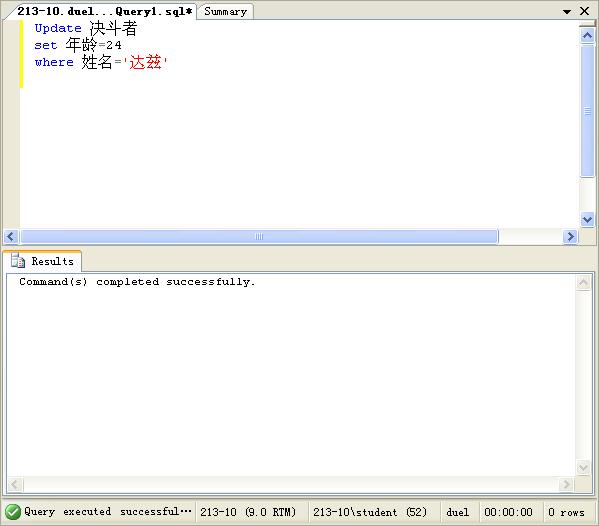 213-10.duel...Query1.sql* Summary
Update 决斗者
set 年龄=24
where 姓名='达兹'
Results
Command(s) completed successfully.
Query executed successful... 213-10 (9.0 RTM) 213-10\student (52) duel 00:00:00 0 rows